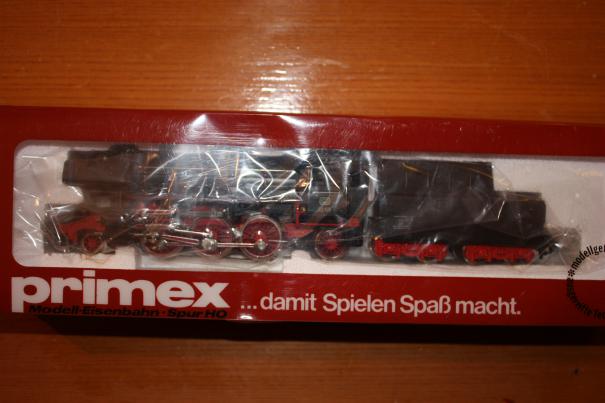 primex
Modell-Eisenbahn · Spur HO
...damit Spielen Spaß macht.